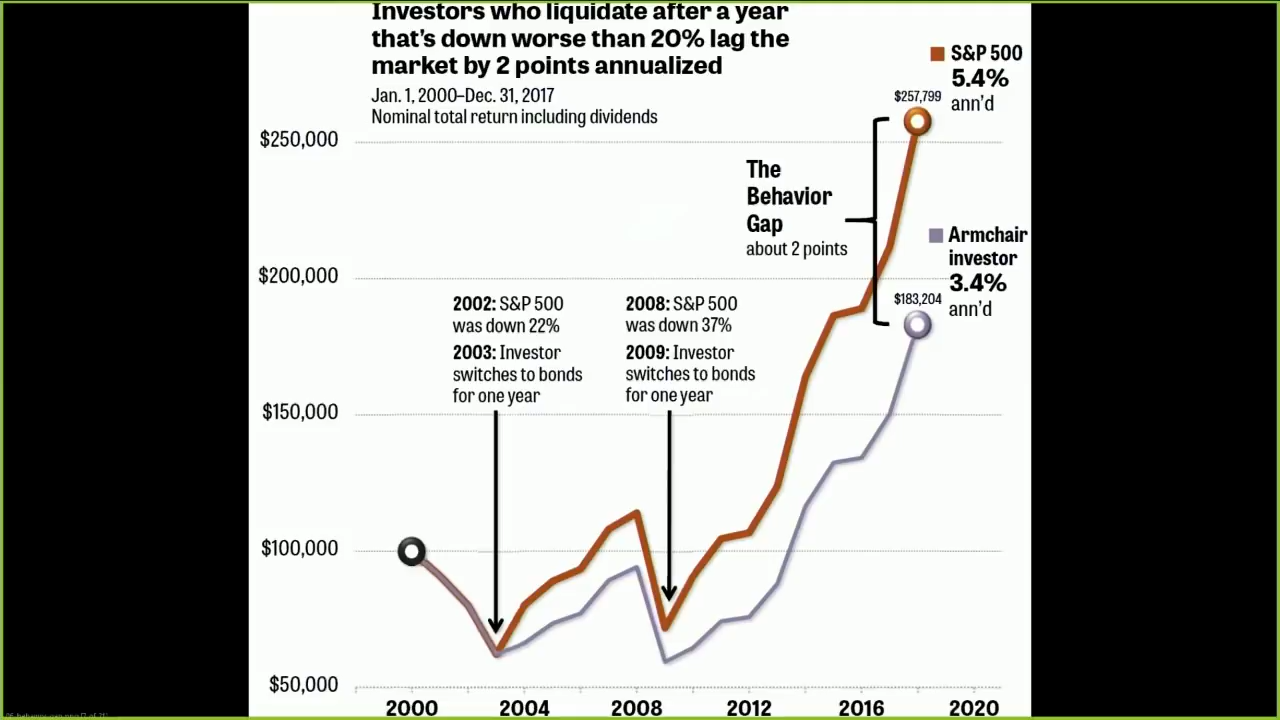 Investors who liquidate after a year
that's down worse than 20% lag the
market by 2 points annualized
Jan. 1, 2000–Dec. 31, 2017
Nominal total return including dividends
S&P 500
5.4%
ann'd
$257,799
$250,000
The
Behavior
Gap
about 2 points
Armchair
investor
3.4%
ann'd
$183,204
$200,000
2002: S&P 500
was down 22%
2003: Investor
switches to bonds
for one year
2008: S&P 500
was down 37%
2009: Investor
switches to bonds
for one year
$150,000
$100,000
$50,000
2000 2004 2008 2012 2016 2020